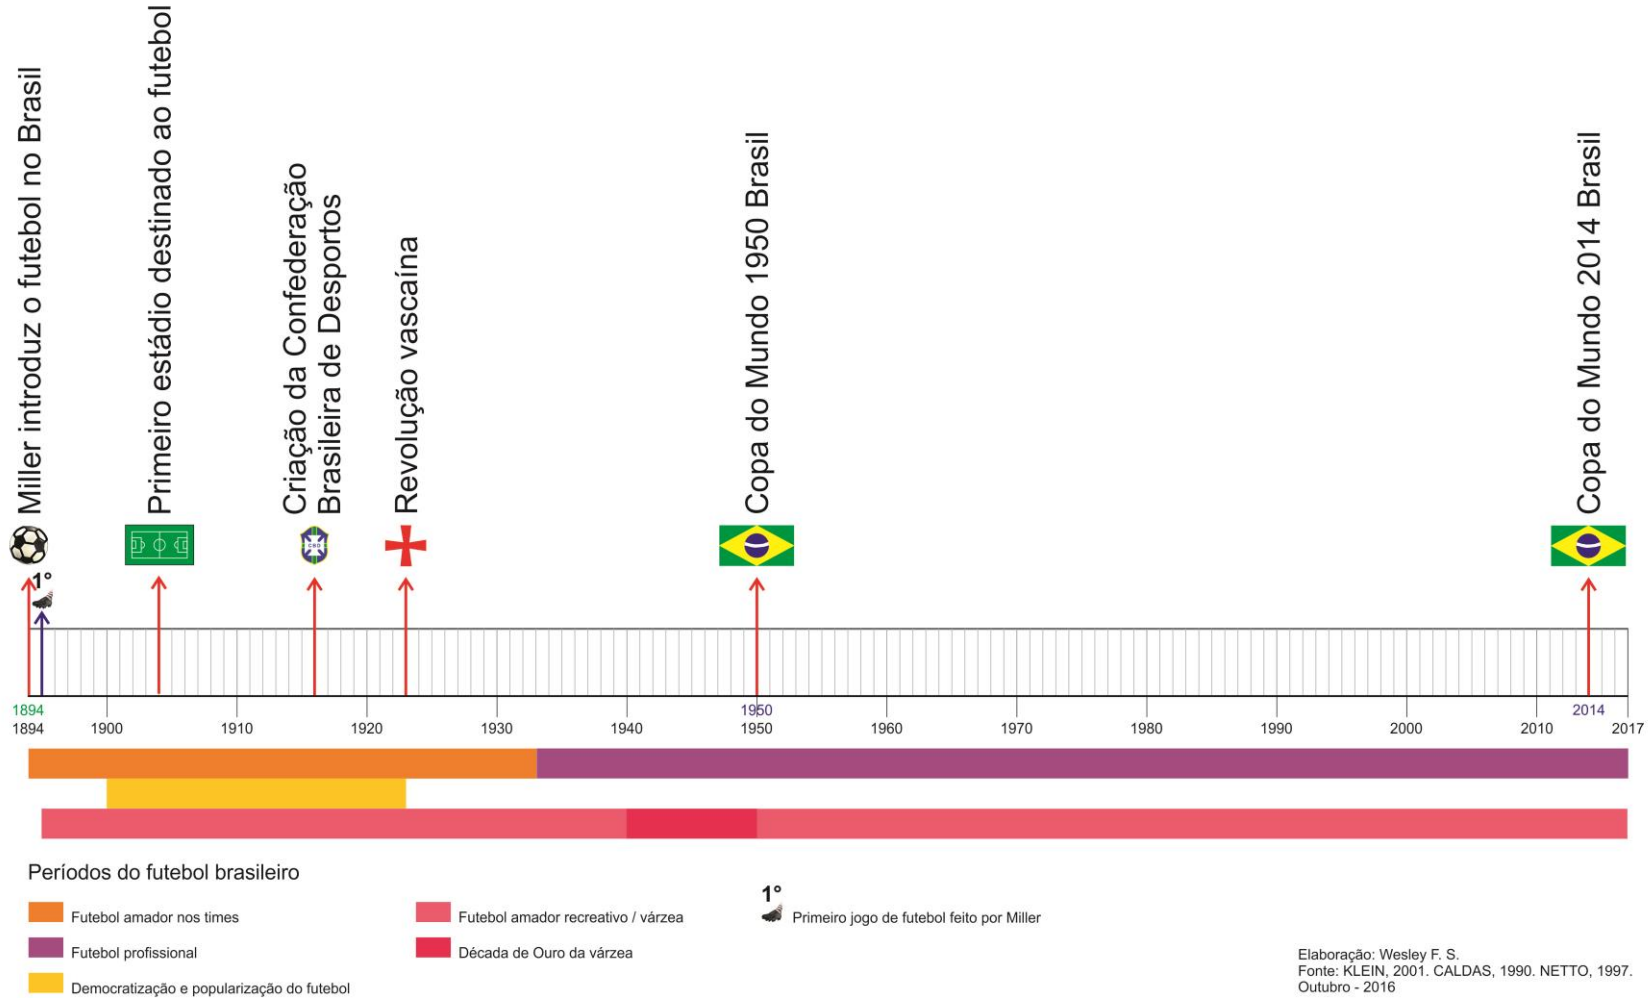 Miller introduz o futebol no Brasil
Primeiro estádio destinado ao futebol
Criação da Confederação
Brasileira de Desportos
Revolução vascaína
Copa do Mundo 1950 Brasil
Copa do Mundo 2014 Brasil
CBD
1°
1894 1950 2014
1894 1900 1910 1920 1930 1940 1950 1960 1970 1980 1990 2000 2010 2017
Períodos do futebol brasileiro
Futebol amador nos times
Futebol profissional
Democratização e popularização do futebol
Futebol amador recreativo / várzea
Década de Ouro da várzea
1°
Primeiro jogo de futebol feito por Miller
Elaboração: Wesley F. S.
Fonte: KLEIN, 2001. CALDAS, 1990. NETTO, 1997.
Outubro - 2016